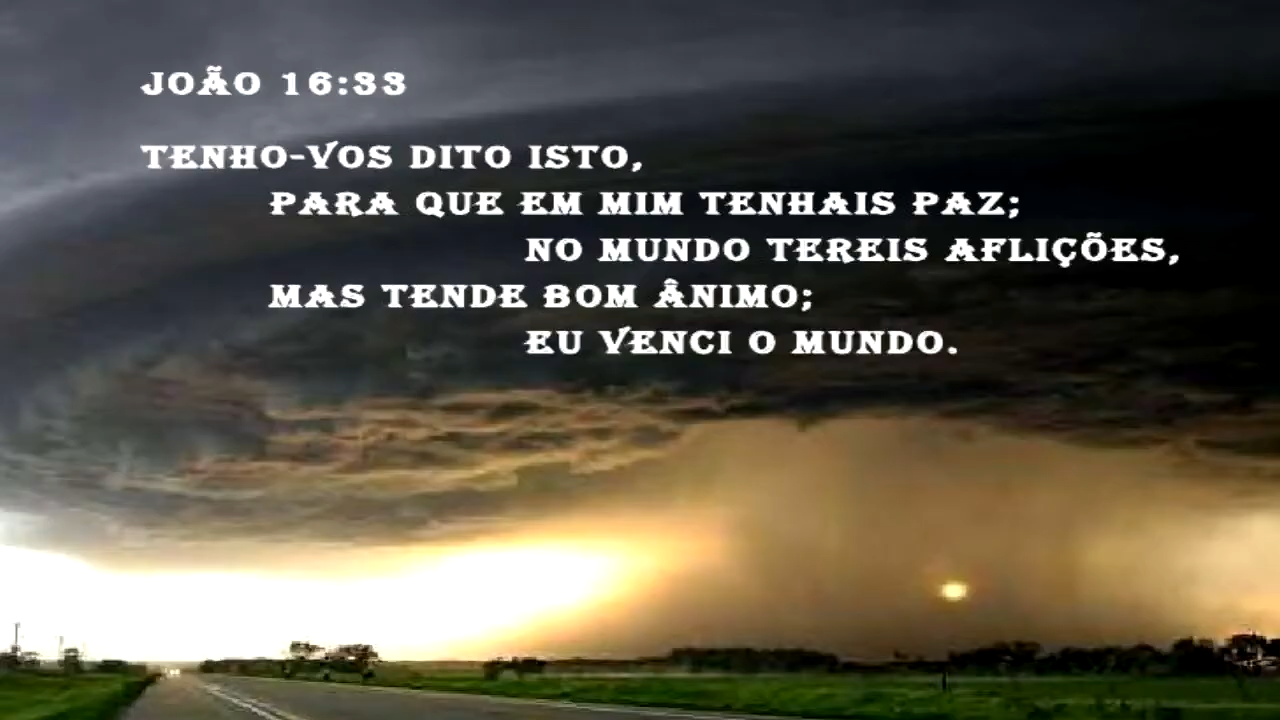 JOÃO 16:33
TENHO-VOS DITO ISTO,
PARA QUE EM MIM TENHAIS PAZ;
NO MUNDO TEREIS AFLIÇÕES,
MAS TENDE BOM ÂNIMO;
EU VENCI O MUNDO.